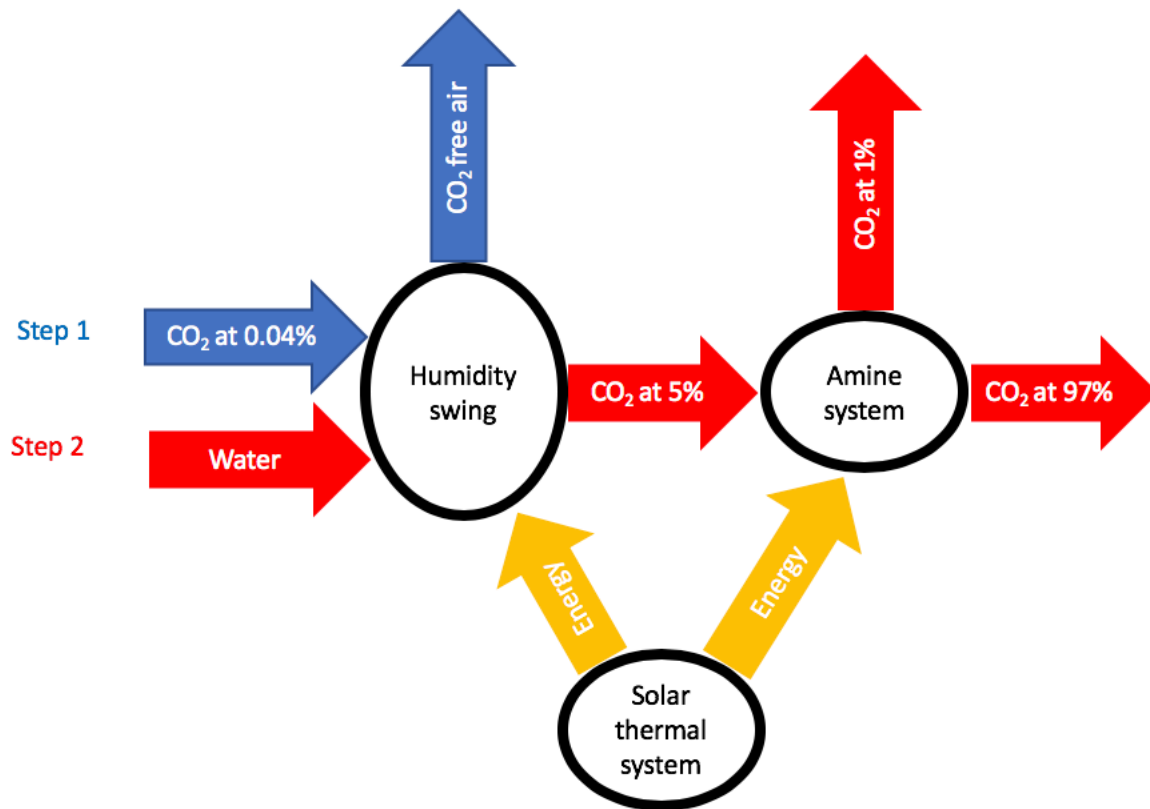 CO₂ free air
CO₂ at 1%
Step 1
CO₂ at 0.04%
Humidity
swing
CO₂ at 5%
Amine
system
CO₂ at 97%
Step 2
Water
Energy
Energy
Solar
thermal
system